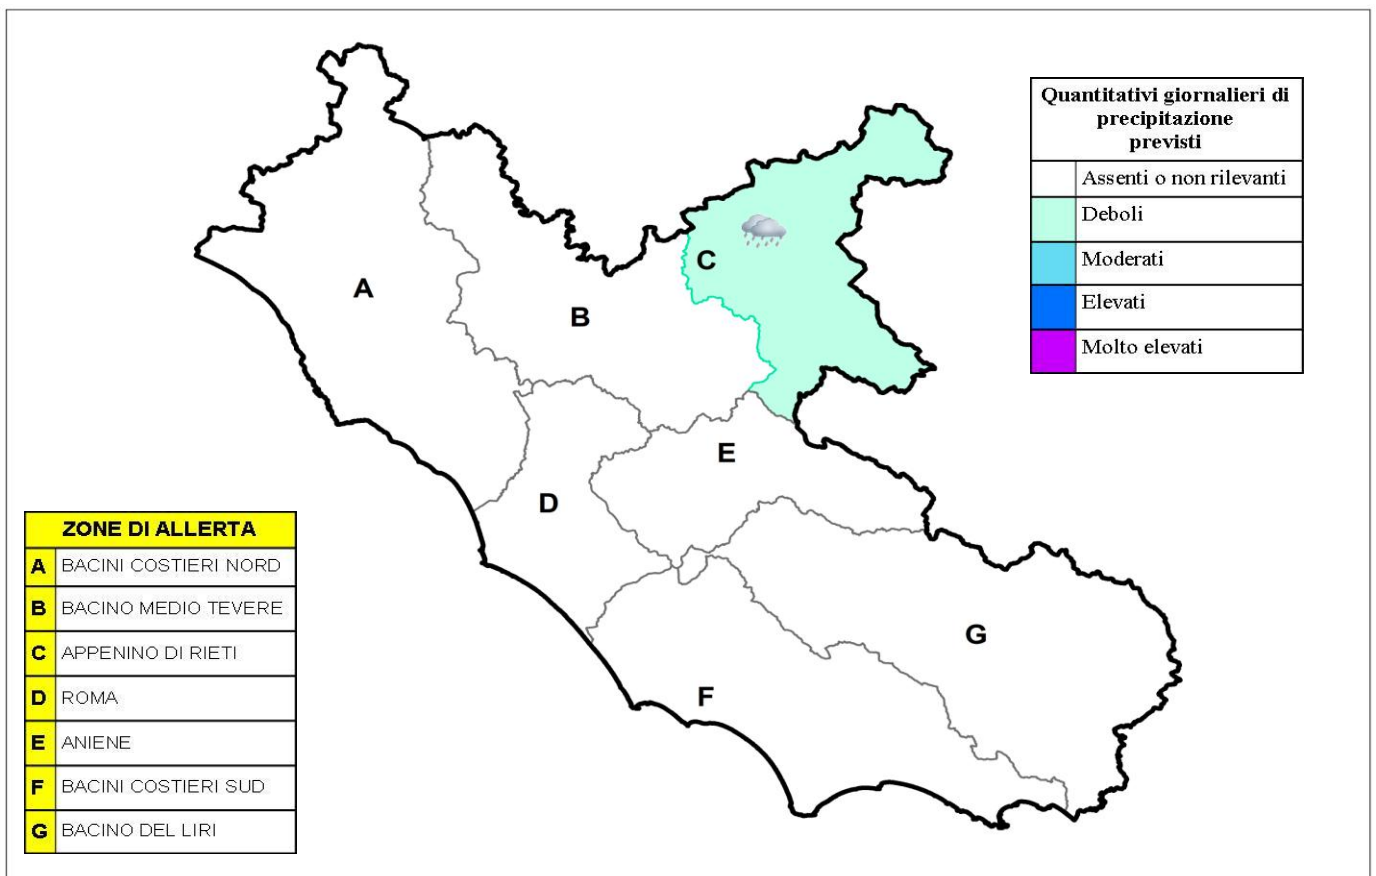 Quantitativi giornalieri di
precipitazione
previsti
Assenti o non rilevanti
Deboli
Moderati
Elevati
Molto elevati
A
B
C
D
E
F
G
ZONE DI ALLERTA
A BACINI COSTIERI NORD
B BACINO MEDIO TEVERE
C APPENINO DI RIETI
D ROMA
E ANIENE
F BACINI COSTIERI SUD
G BACINO DEL LIRI